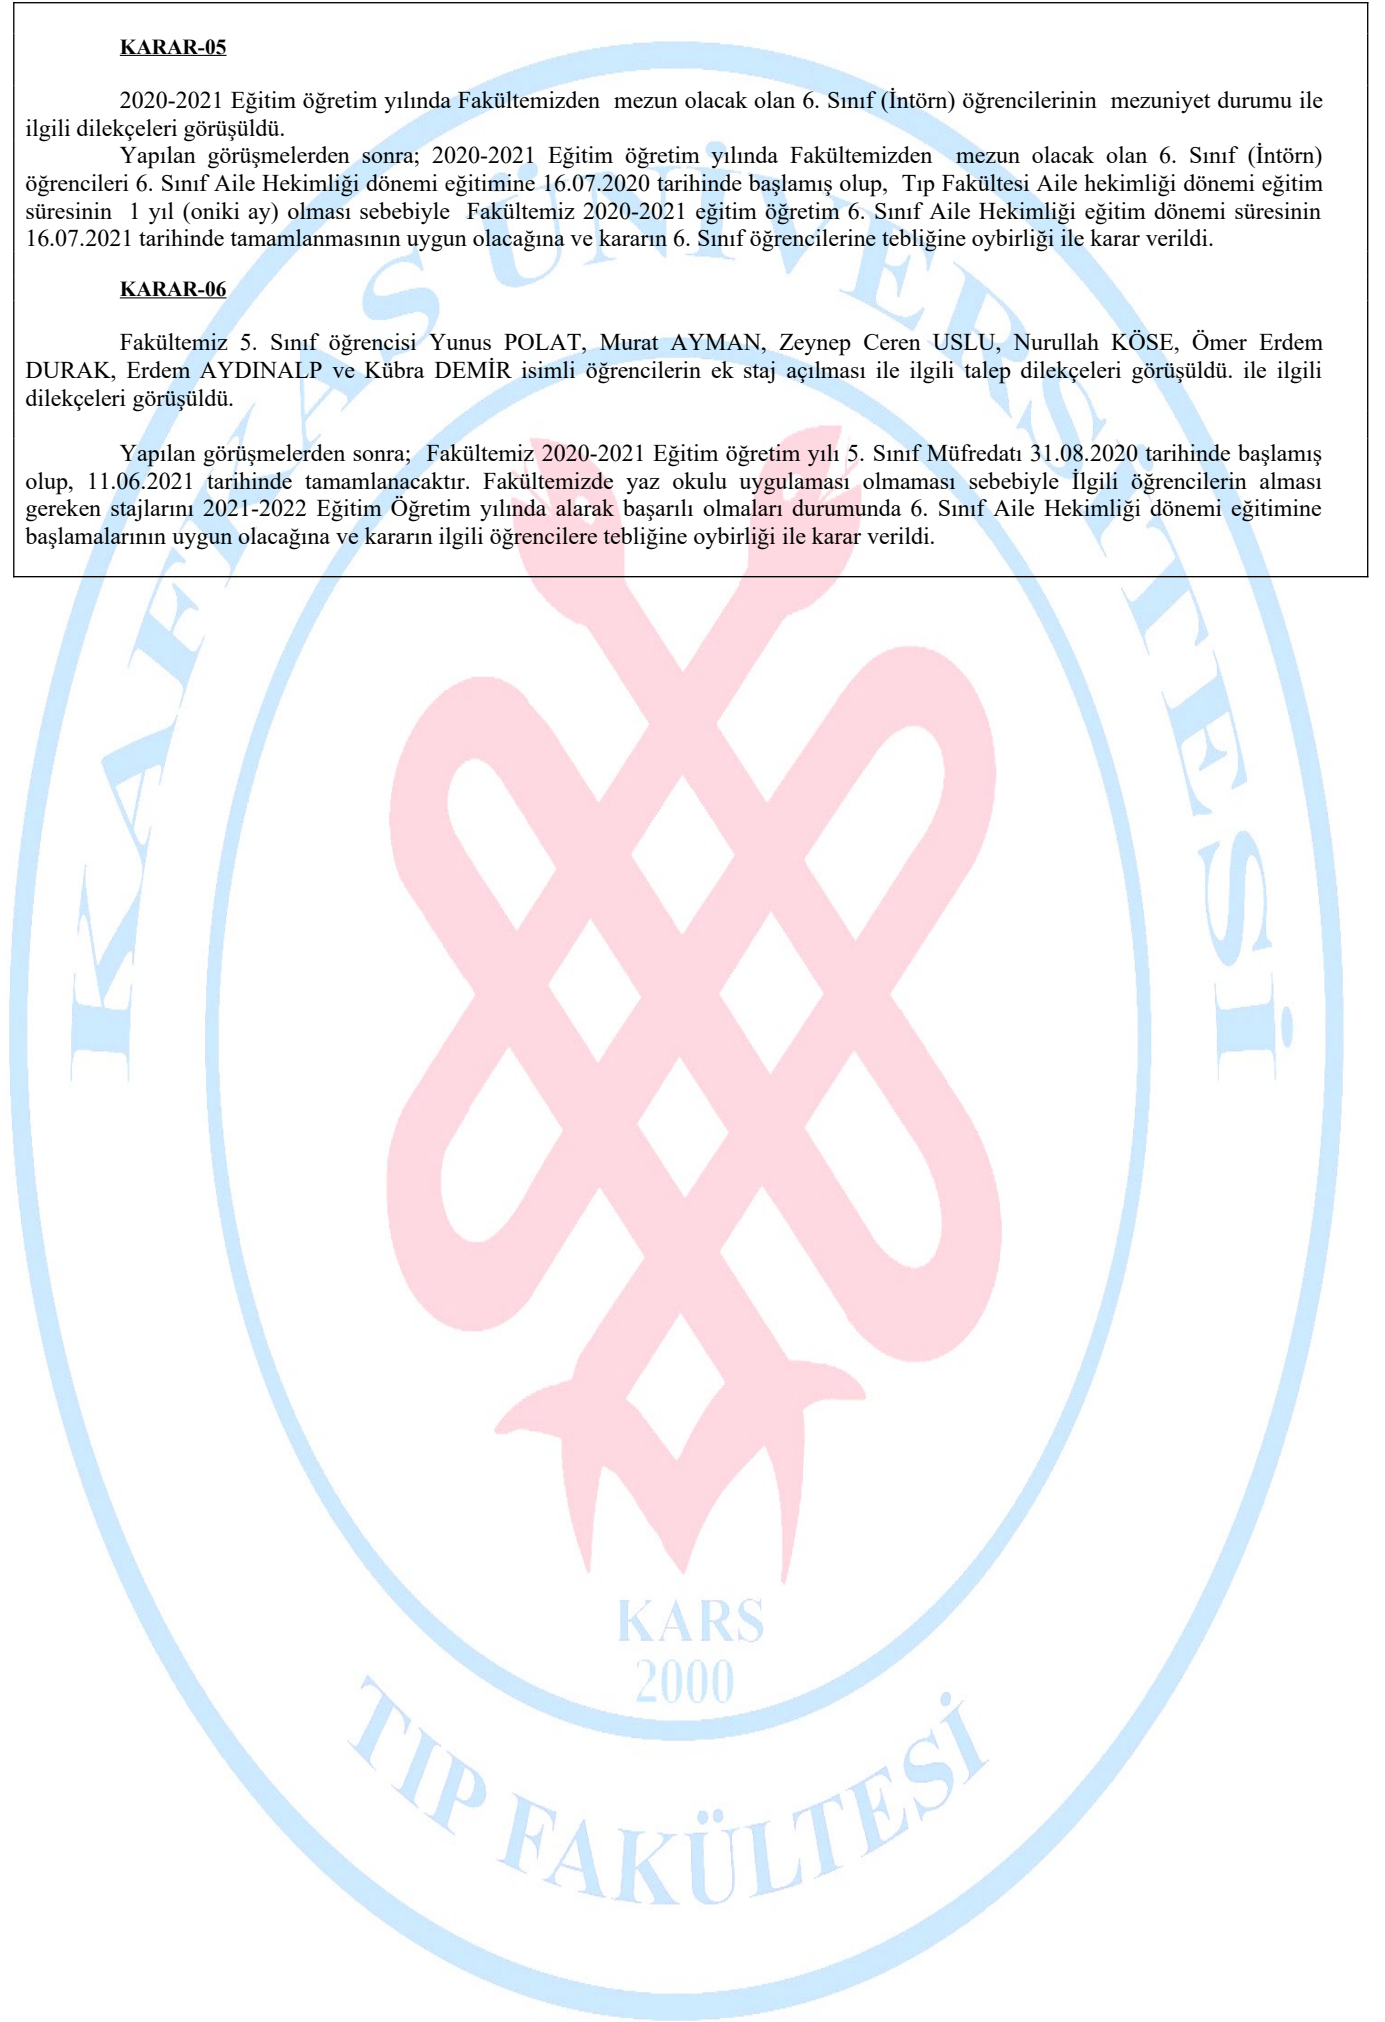 KARAR-05
2020-2021 Eğitim öğretim yılında Fakültemizden mezun olacak olan 6. Sınıf (İntörn) öğrencilerinin mezuniyet durumu ile
ilgili dilekçeleri görüşüldü.
Yapılan görüşmelerden sonra; 2020-2021 Eğitim öğretim yılında Fakültemizden mezun olacak olan 6. Sınıf (İntörn)
öğrencileri 6. Sınıf Aile Hekimliği dönemi eğitimine 16.07.2020 tarihinde başlamış olup, Tıp Fakültesi Aile hekimliği dönemi eğitim
süresinin 1 yıl (oniki ay) olması sebebiyle Fakültemiz 2020-2021 eğitim öğretim 6. Sınıf Aile Hekimliği eğitim dönemi süresinin
16.07.2021 tarihinde tamamlanmasının uygun olacağına ve kararın 6. Sınıf öğrencilerine tebliğine oybirliği ile karar verildi.
KARAR-06
Fakültemiz 5. Sınıf öğrencisi Yunus POLAT, Murat AYMAN, Zeynep Ceren USLU, Nurullah KÖSE, Ömer Erdem
DURAK, Erdem AYDINALP ve Kübra DEMİR isimli öğrencilerin ek staj açılması ile ilgili talep dilekçeleri görüşüldü. ile ilgili
dilekçeleri görüşüldü.
Yapılan görüşmelerden sonra; Fakültemiz 2020-2021 Eğitim öğretim yılı 5. Sınıf Müfredatı 31.08.2020 tarihinde başlamış
olup, 11.06.2021 tarihinde tamamlanacaktır. Fakültemizde yaz okulu uygulaması olmaması sebebiyle İlgili öğrencilerin alması
gereken stajlarını 2021-2022 Eğitim Öğretim yılında alarak başarılı olmaları durumunda 6. Sınıf Aile Hekimliği dönemi eğitimine
başlamalarının uygun olacağına ve kararın ilgili öğrencilere tebliğine oybirliği ile karar verildi.
KAFKAS ÜNİVERSİTESİ
KARS
2000
TIP FAKÜLTESİ